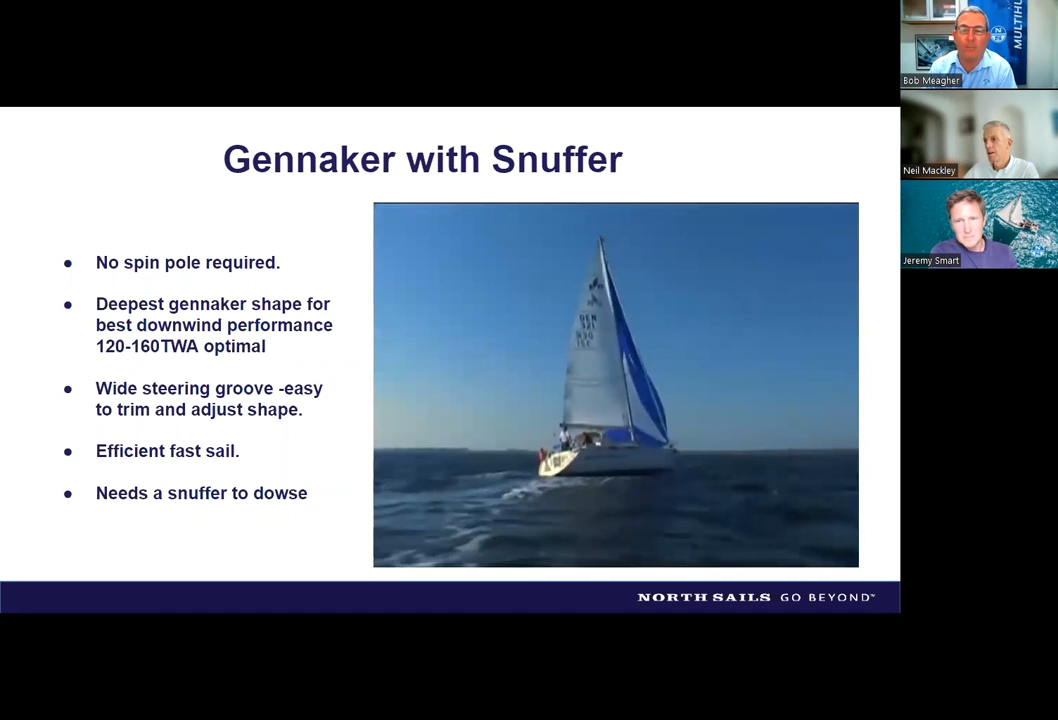 Gennaker with Snuffer
● No spin pole required.
● Deepest gennaker shape for
best downwind performance
120-160TWA optimal
● Wide steering groove -easy
to trim and adjust shape.
● Efficient fast sail.
● Needs a snuffer to dowse
NORTH SAILS GO BEYOND™
MULTIHU
Bob Meagher
Neil Mackley
Jeremy Smart